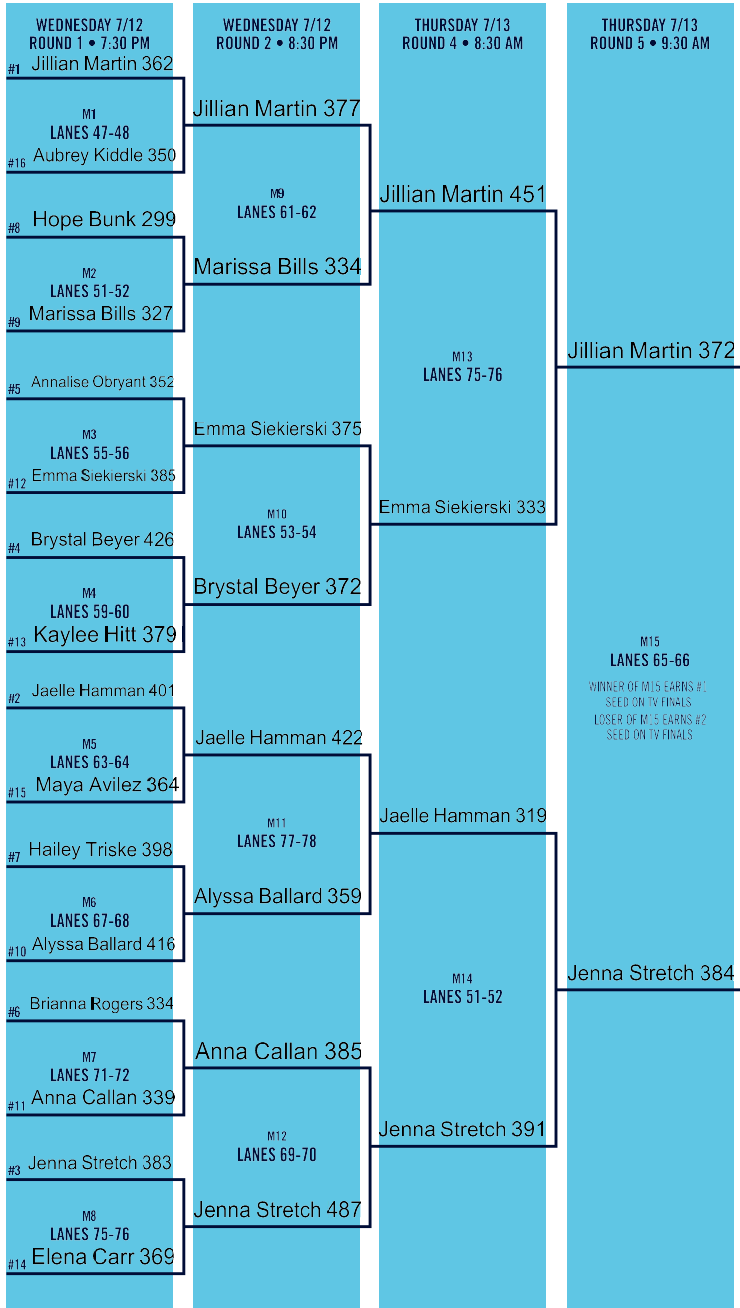 WEDNESDAY 7/12
ROUND 1 • 7:30 PM
#1 Jillian Martin 362
M1
LANES 47-48
#16 Aubrey Kiddle 350
#8 Hope Bunk 299
M2
LANES 51-52
#9 Marissa Bills 327
#5 Annalise Obryant 352
M3
LANES 55-56
#12 Emma Siekierski 385
#4 Brystal Beyer 426
M4
LANES 59-60
#13 Kaylee Hitt 379
#2 Jaelle Hamman 401
M5
LANES 63-64
#15 Maya Avilez 364
#7 Hailey Triske 398
M6
LANES 67-68
#10 Alyssa Ballard 416
#6 Brianna Rogers 334
M7
LANES 71-72
#11 Anna Callan 339
#3 Jenna Stretch 383
M8
LANES 75-76
#14 Elena Carr 369
WEDNESDAY 7/12
ROUND 2 • 8:30 PM
Jillian Martin 377
M9
LANES 61-62
Marissa Bills 334
Emma Siekierski 375
M10
LANES 53-54
Brystal Beyer 372
Jaelle Hamman 422
M11
LANES 77-78
Alyssa Ballard 359
Anna Callan 385
M12
LANES 69-70
Jenna Stretch 487
THURSDAY 7/13
ROUND 4 • 8:30 AM
Jillian Martin 451
M13
LANES 75-76
Emma Siekierski 333
Jaelle Hamman 319
M14
LANES 51-52
Jenna Stretch 391
THURSDAY 7/13
ROUND 5 • 9:30 AM
Jillian Martin 372
M15
LANES 65-66
WINNER OF M15 EARNS #1
SEED ON TV FINALS
LOSER OF M15 EARNS #2
SEED ON TV FINALS
Jenna Stretch 384